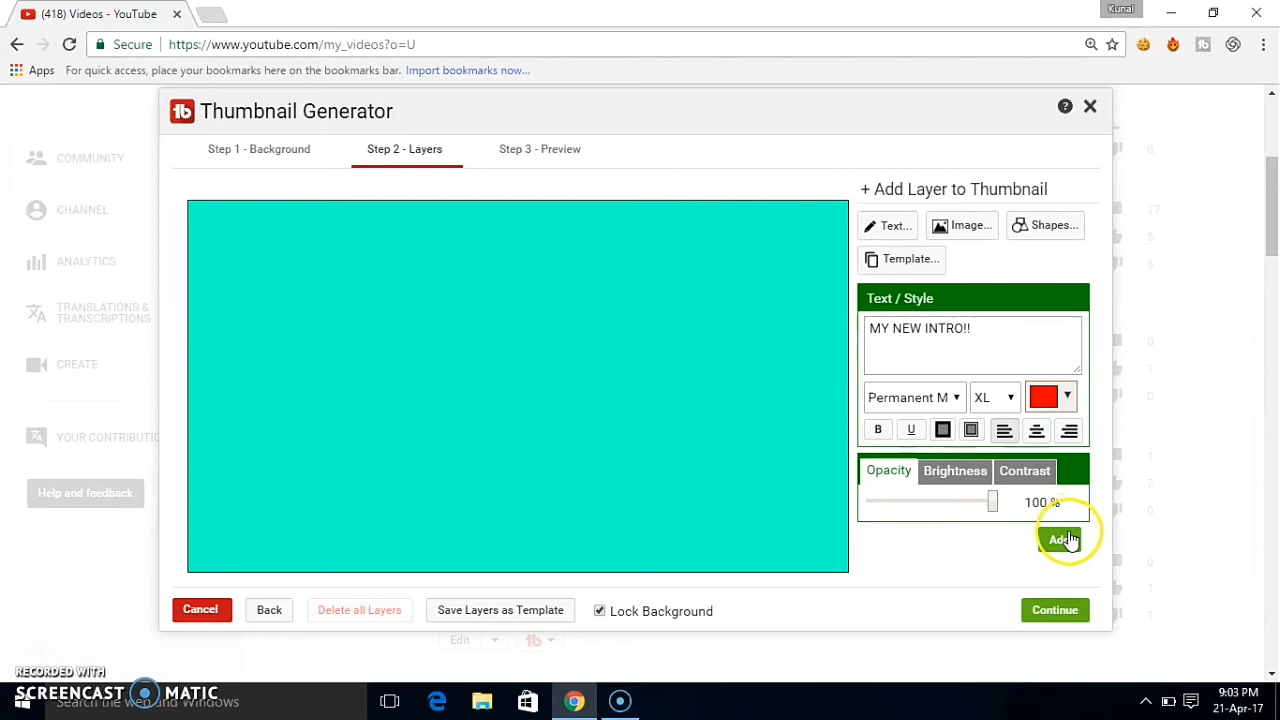 (418) Videos - YouTube
Kunal
Secure
https://www.youtube.com/my_videos?o=U
Apps
For quick access, place your bookmarks here on the bookmarks bar. Import bookmarks now...
Thumbnail Generator
Step 1 - Background
Step 2 - Layers
Step 3 - Preview
COMMUNITY
CHANNEL
ANALYTICS
TRANSLATIONS &
TRANSCRIPTIONS
CREATE
Help and feedback
+ Add Layer to Thumbnail
Text...
Image...
Shapes...
Template...
Text / Style
MY NEW INTRO!!
Permanent M
XL
B
U
Opacity
Brightness
Contrast
100 %
Cancel
Back
Delete all Layers
Save Layers as Template
Lock Background
Continue
Edit
RECORDED WITH
SCREENCAST MATIC
Search the web and Windows
9:03 PM
21-Apr-17